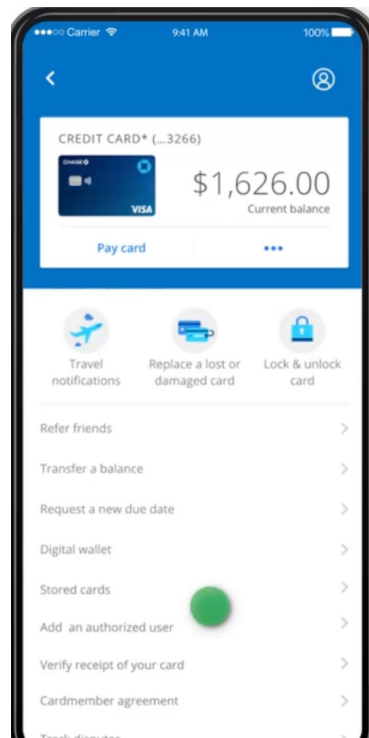 Carrier 9:41 AM 100%
CREDIT CARD* (...3266)
CHASE
VISA
$1,626.00
Current balance
Pay card
Travel notifications
Replace a lost or damaged card
Lock & unlock card
Refer friends
Transfer a balance
Request a new due date
Digital wallet
Stored cards
Add an authorized user
Verify receipt of your card
Cardmember agreement
Track disputes